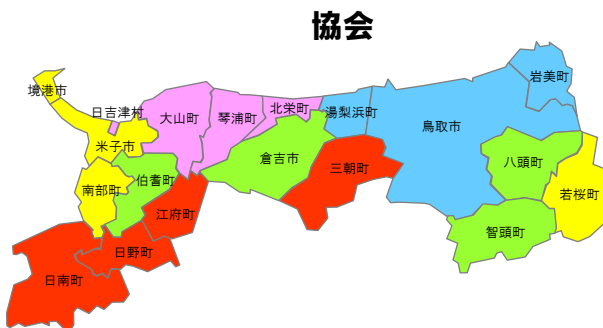 協会
境港市
岩美町
日吉津村
大山町
琴浦町
北栄町
湯梨浜町
鳥取市
米子市
倉吉市
三朝町
八頭町
南部町
伯耆町
若桜町
江府町
智頭町
日野町
日南町